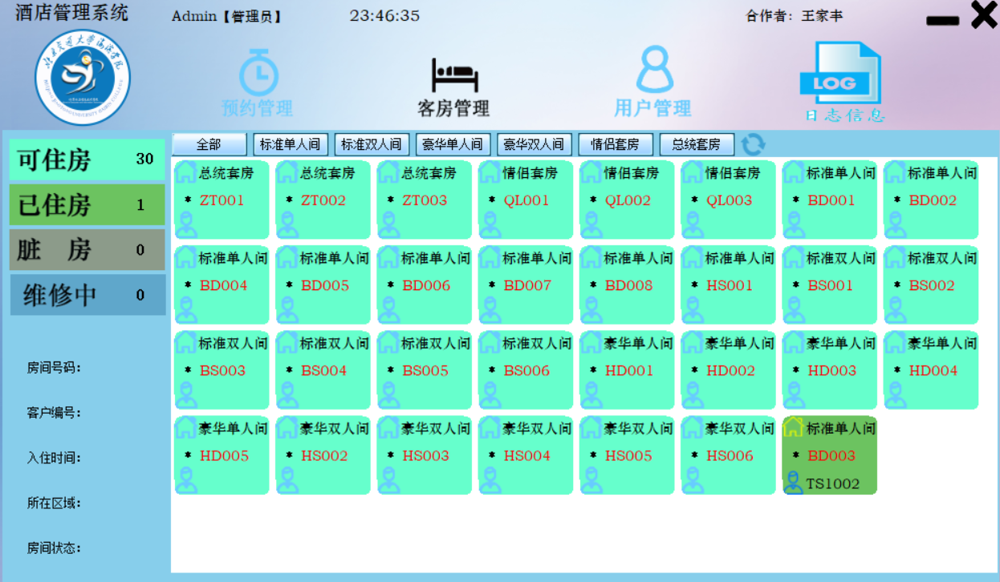 酒店管理系统 Admin【管理员】 23:46:35 合作者：王家丰
预约管理 客房管理 用户管理 LOG
日志信息
全部 标准单人间 标准双人间 豪华单人间 豪华双人间 情侣套房 总统套房
可住房 30
已住房 1
脏 房 0
维修中 0
房间号码：
客户编号：
入住时间：
所在区域：
房间状态：
总统套房 总统套房 总统套房 情侣套房 情侣套房 情侣套房 标准单人间 标准单人间
* ZT001 * ZT002 * ZT003 * QL001 * QL002 * QL003 * BD001 * BD002
标准单人间 标准单人间 标准单人间 标准单人间 标准单人间 标准单人间 标准双人间 标准双人间
* BD004 * BD005 * BD006 * BD007 * BD008 * HS001 * BS001 * BS002
标准双人间 标准双人间 标准双人间 标准双人间 豪华单人间 豪华单人间 豪华单人间 豪华单人间
* BS003 * BS004 * BS005 * BS006 * HD001 * HD002 * HD003 * HD004
豪华单人间 豪华双人间 豪华双人间 豪华双人间 豪华双人间 豪华双人间 标准单人间
* HD005 * HS002 * HS003 * HS004 * HS005 * HS006 * BD003
TS1002